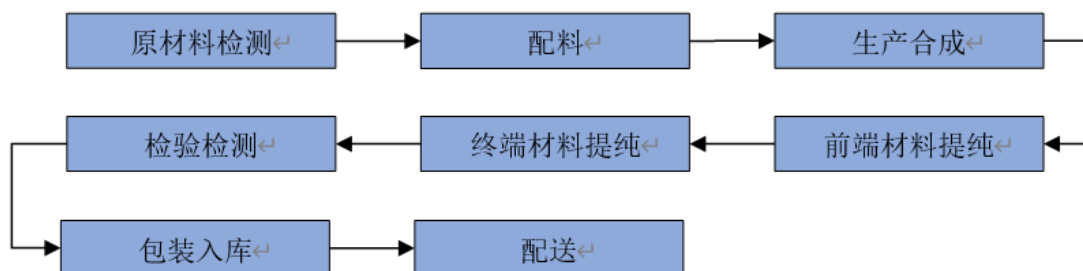 原材料检测↵
配料↵
生产合成↵
前端材料提纯↵
终端材料提纯↵
检验检测↵
包装入库↵
配送↵